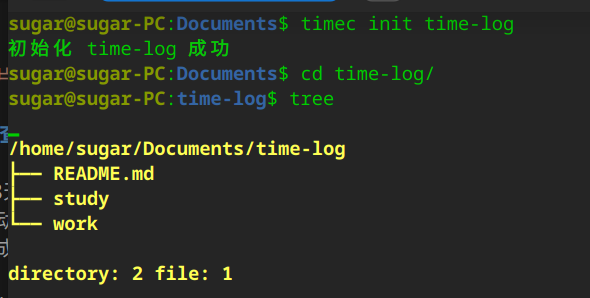 sugar@sugar-PC:Documents$ timec init time-log
初始化 time-log 成功
sugar@sugar-PC:Documents$ cd time-log/
sugar@sugar-PC:time-log$ tree
/home/sugar/Documents/time-log
├── README.md
├── study
└── work
directory: 2 file: 1